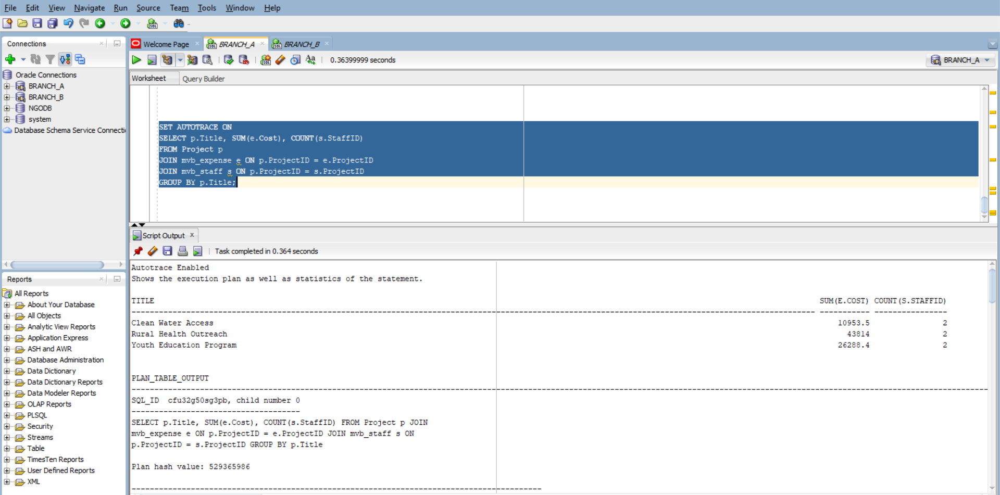 File Edit View Navigate Run Source Team Tools Window Help
Connections
Oracle Connections
BRANCH_A
BRANCH_B
NGODB
system
Database Schema Service Connecti
Reports
All Reports
About Your Database
All Objects
Analytic View Reports
Application Express
ASH and AWR
Database Administration
Data Dictionary
Data Dictionary Reports
Data Modeler Reports
OLAP Reports
PLSQL
Security
Streams
Table
TimesTen Reports
User Defined Reports
XML
Welcome Page BRANCH_A BRANCH_B
0.36399999 seconds BRANCH_A
Worksheet Query Builder
SET AUTOTRACE ON
SELECT p.Title, SUM(e.Cost), COUNT(s.StaffID)
FROM Project p
JOIN mvb_expense e ON p.ProjectID = e.ProjectID
JOIN mvb_staff s ON p.ProjectID = s.ProjectID
GROUP BY p.Title;
Script Output
Task completed in 0.364 seconds
Autotrace Enabled
Shows the execution plan as well as statistics of the statement.
TITLE SUM(E.COST) COUNT(S.STAFFID)
Clean Water Access 10953.5 2
Rural Health Outreach 43814 2
Youth Education Program 26288.4 2
PLAN_TABLE_OUTPUT
SQL_ID cfu32g50sg3pb, child number 0
SELECT p.Title, SUM(e.Cost), COUNT(s.StaffID) FROM Project p JOIN
mvb_expense e ON p.ProjectID = e.ProjectID JOIN mvb_staff s ON
p.ProjectID = s.ProjectID GROUP BY p.Title
Plan hash value: 529365986